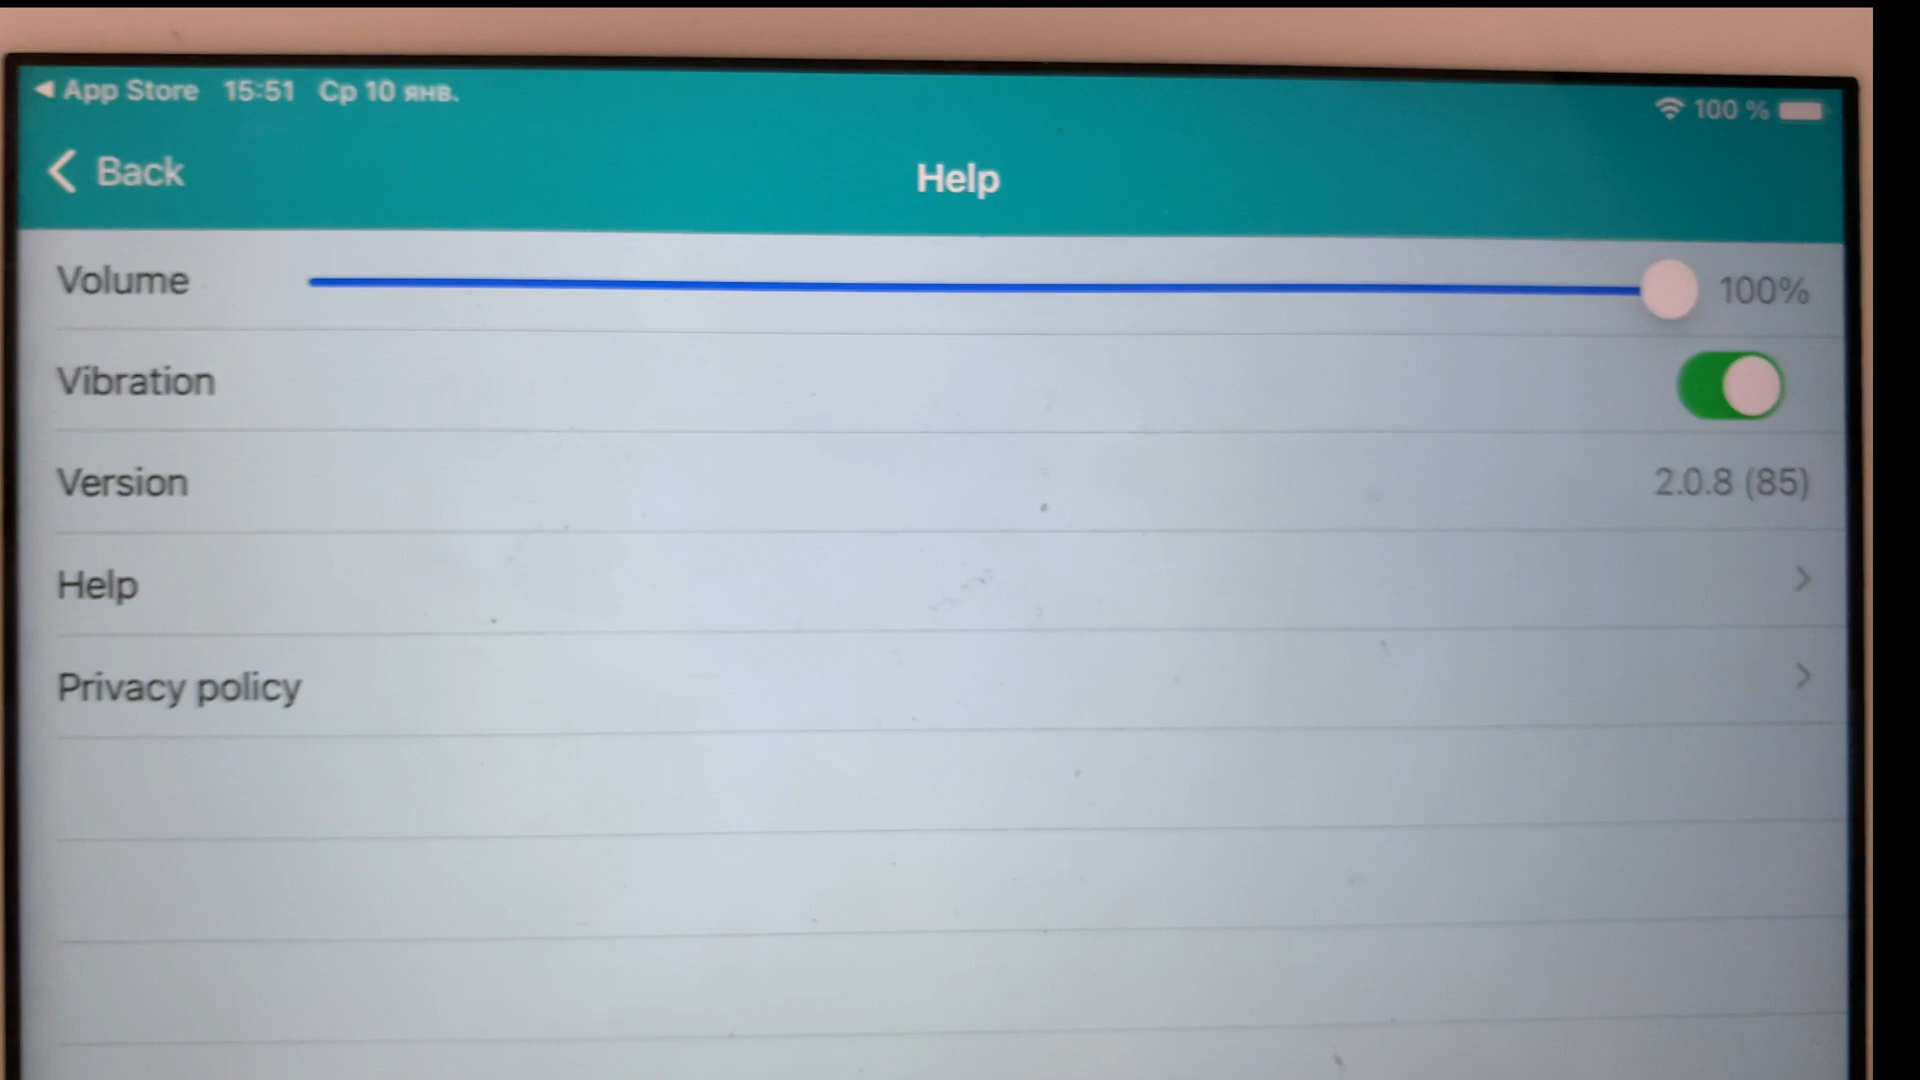 App Store 15:51 Ср 10 янв.
100 %
Back
Help
Volume
100%
Vibration
Version
2.0.8 (85)
Help
Privacy policy